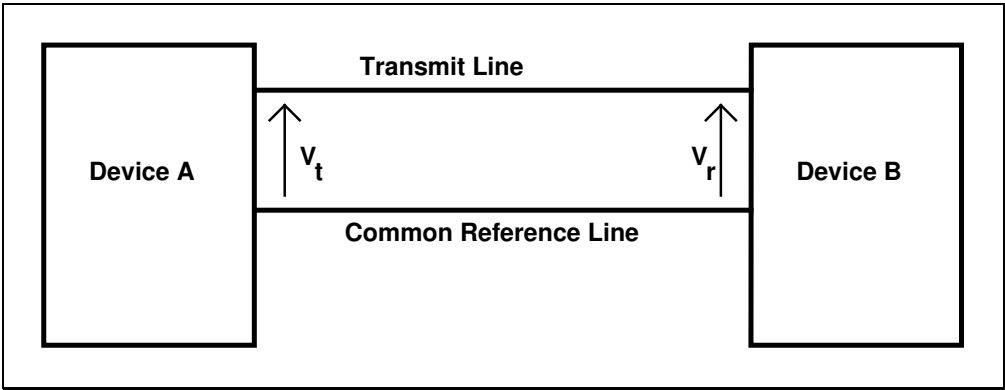 Transmit Line
Device A
Vt
Vr
Device B
Common Reference Line